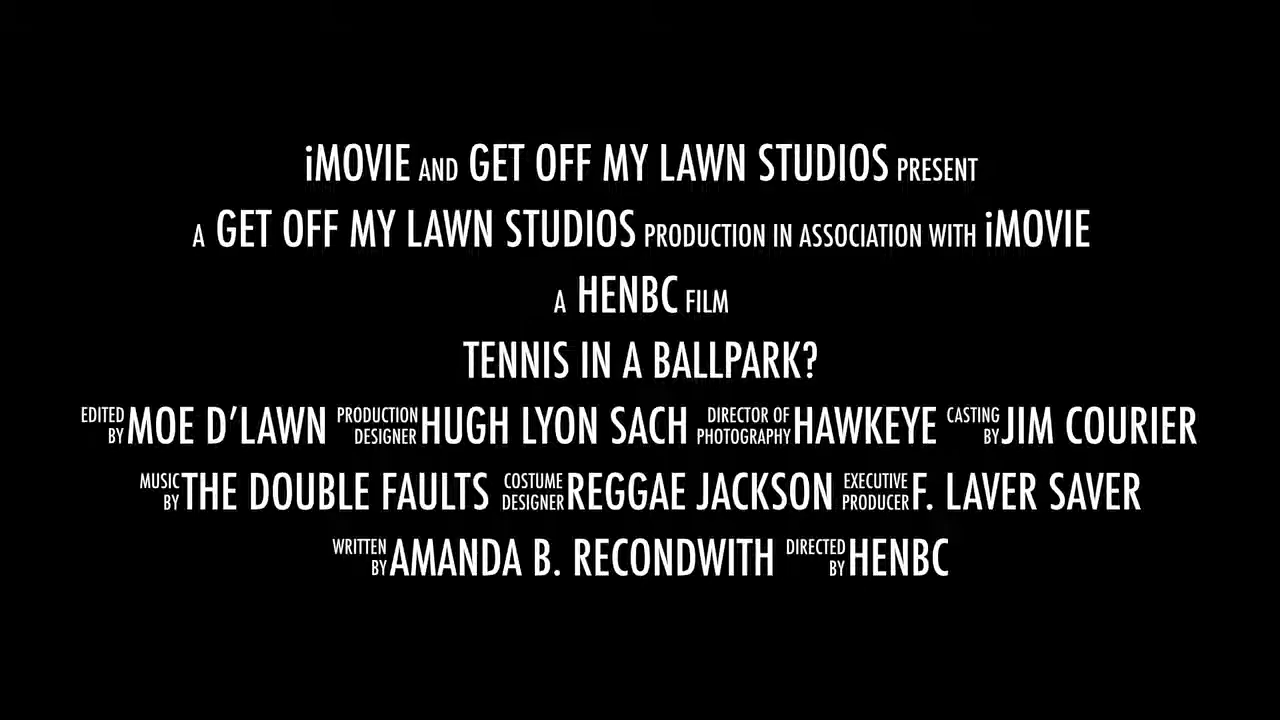 iMOVIE AND GET OFF MY LAWN STUDIOS PRESENT
A GET OFF MY LAWN STUDIOS PRODUCTION IN ASSOCIATION WITH iMOVIE
A HENBC FILM
TENNIS IN A BALLPARK?
EDITED BY MOE D'LAWN PRODUCTION DESIGNER HUGH LYON SACH DIRECTOR OF PHOTOGRAPHY HAWKEYE CASTING BY JIM COURIER
MUSIC BY THE DOUBLE FAULTS COSTUME DESIGNER REGGAE JACKSON EXECUTIVE PRODUCER F. LAVER SAVER
WRITTEN BY AMANDA B. RECONDWITH DIRECTED BY HENBC